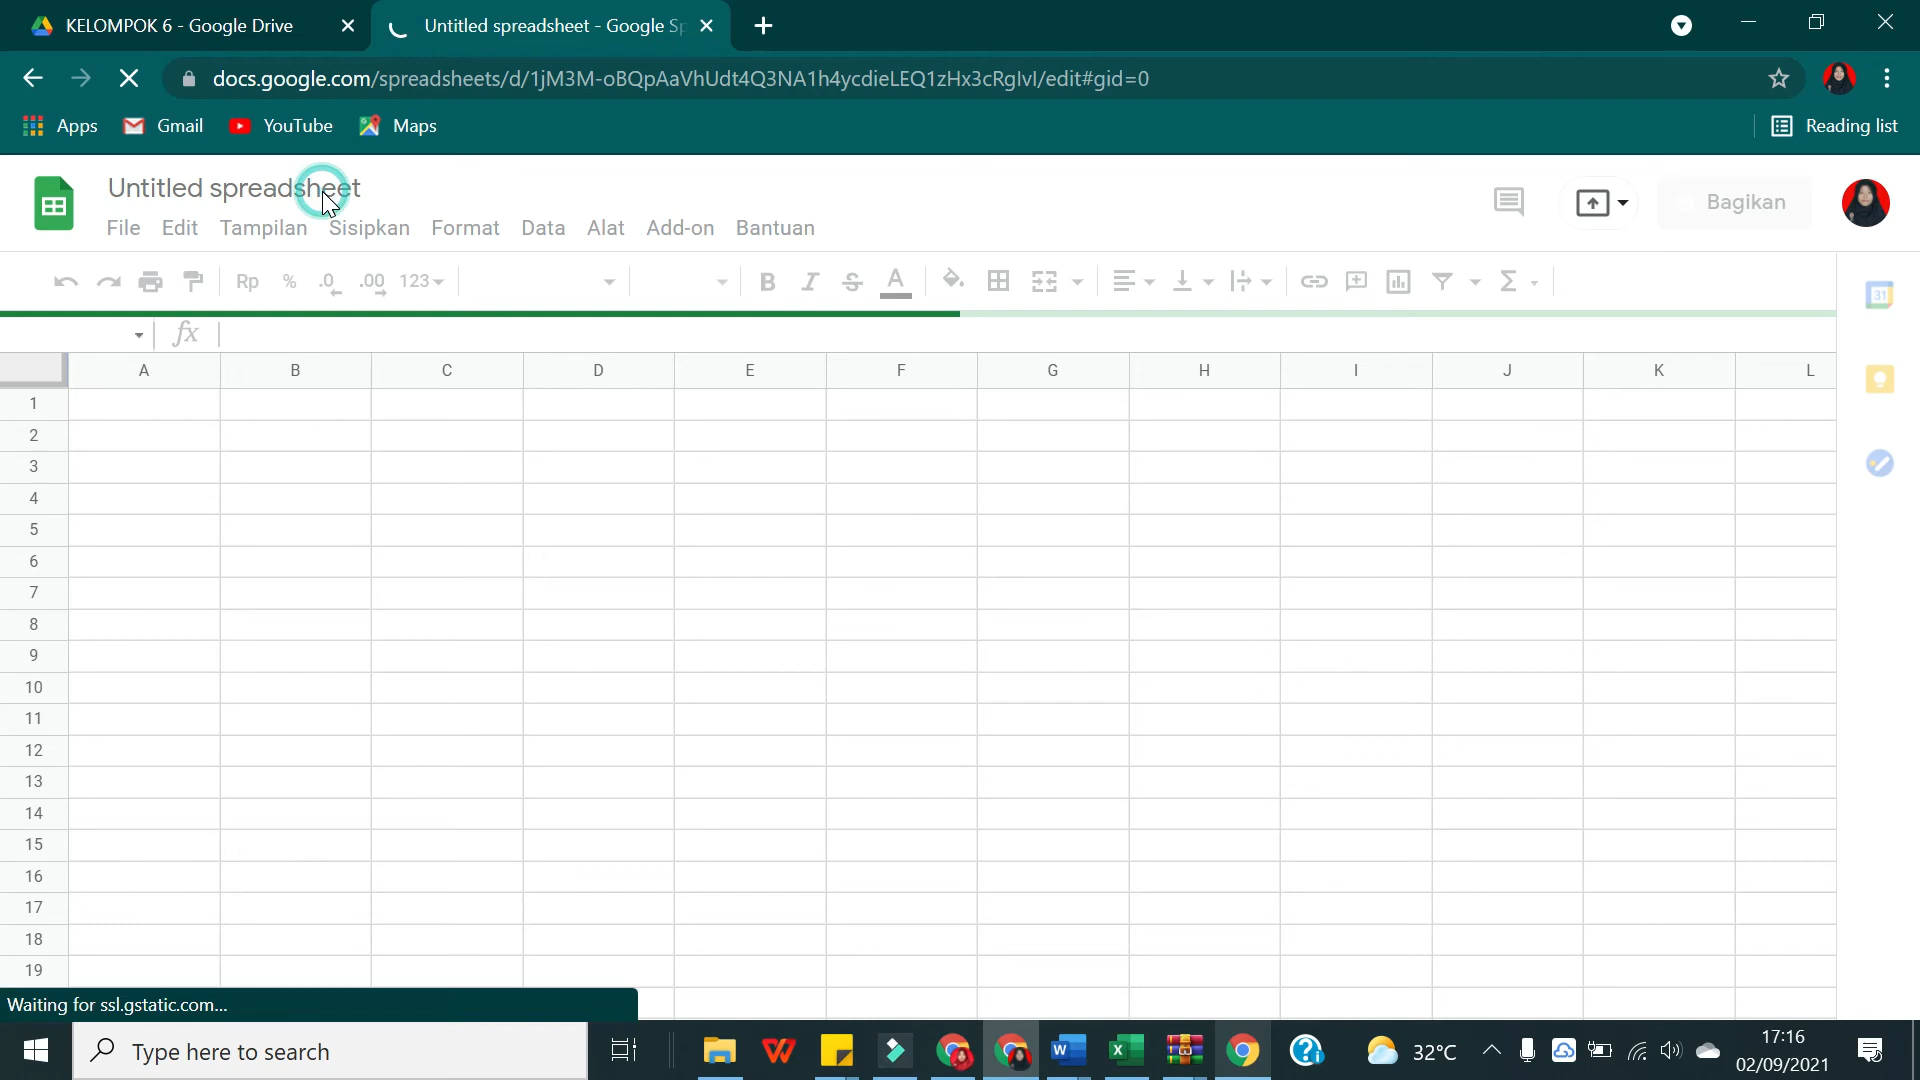 KELOMPOK 6 - Google Drive
Untitled spreadsheet - Google Sp
docs.google.com/spreadsheets/d/1jM3M-oBQpAaVhUdt4Q3NA1h4ycdieLEQ1zHx3cRglvI/edit#gid=0
Apps Gmail YouTube Maps Reading list
Untitled spreadsheet
File Edit Tampilan Sisipkan Format Data Alat Add-on Bantuan
Bagikan
Rp % .0 .00 123 B I S A Σ
31
fx
A B C D E F G H I J K L
1
2
3
4
5
6
7
8
9
10
11
12
13
14
15
16
17
18
19
Waiting for ssl.gstatic.com...
Type here to search
32°C
17:16
02/09/2021